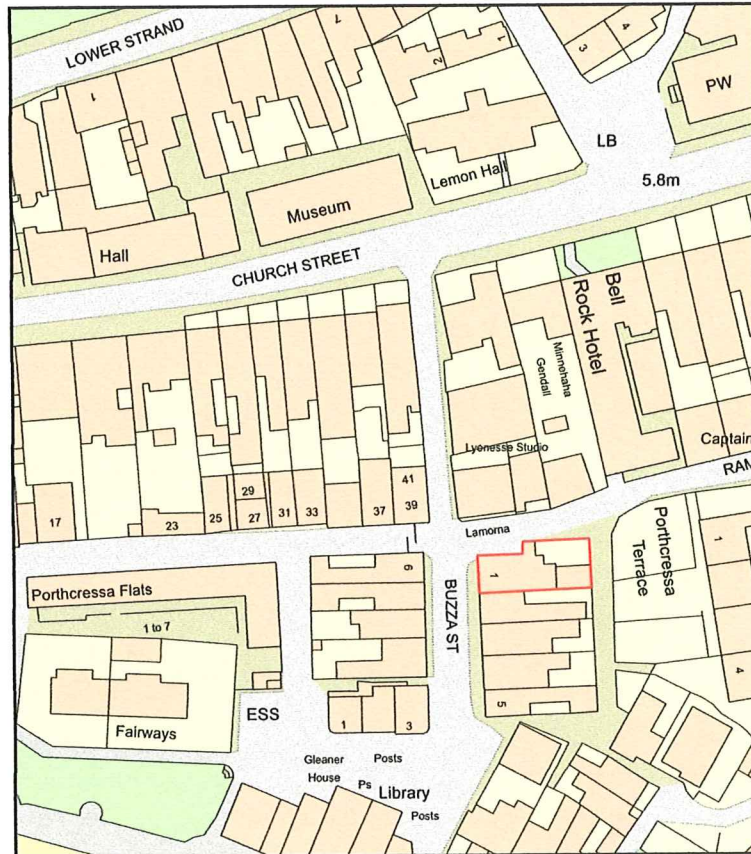 LOWER STRAND
7
1
2
1
3
4
PW
LB
5.8m
Lemon Hall
Museum
Hall
CHURCH STREET
Bell
Rock Hotel
Minnehaha
Gendall
Lyonesse Studio
Captain
RAM
17
23
25
29
27
31
33
37
41
39
Lamorna
Porthcressa
Terrace
1
4
Porthcressa Flats
1 to 7
Fairways
ESS
6
BUZZA ST
1
5
1
3
Gleaner
House
Posts
Ps
Library
Posts